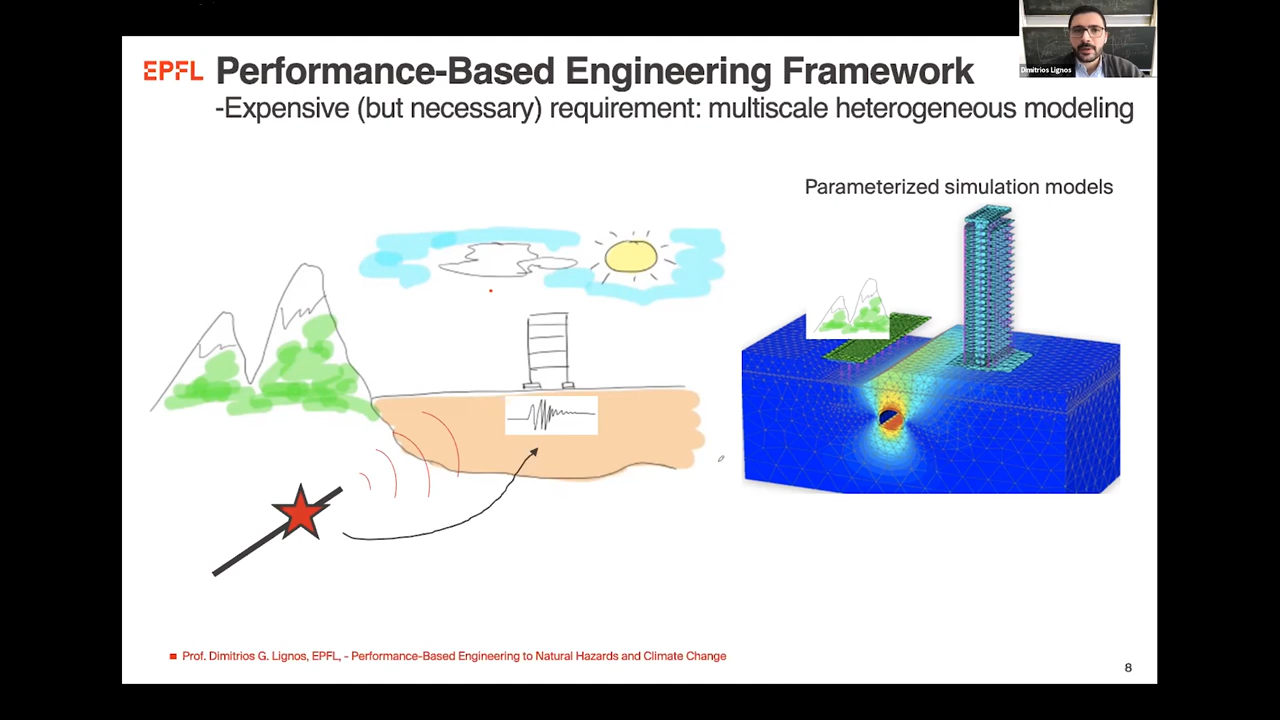 Dimitrios Lignos
EPFL Performance-Based Engineering Framework
-Expensive (but necessary) requirement: multiscale heterogeneous modeling
Parameterized simulation models
Prof. Dimitrios G. Lignos, EPFL, - Performance-Based Engineering to Natural Hazards and Climate Change
8